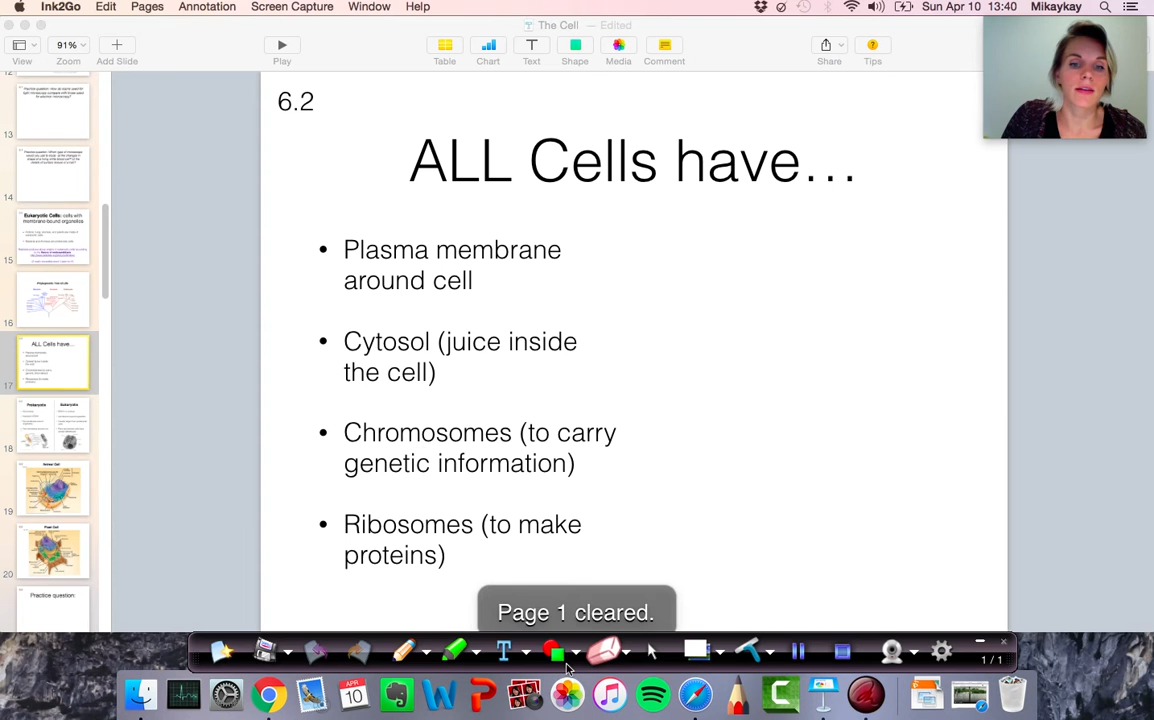 Ink2Go Edit Pages Annotation Screen Capture Window Help Sun Apr 10 13:40 Mikaykay
The Cell — Edited
91%
View Zoom Add Slide Play Table Chart Text Shape Media Comment Share Tips
13
14
Eukaryotic Cells: cells with
membrane bound organelles
15
16
ALL Cells have...
17
Prokaryotic Eukaryotic
18
Animal Cell
19
Plant Cell
20
Practice question:
6.2
ALL Cells have...
• Plasma membrane
around cell
• Cytosol (juice inside
the cell)
• Chromosomes (to carry
genetic information)
• Ribosomes (to make
proteins)
Page 1 cleared.
1 / 1
APR
10